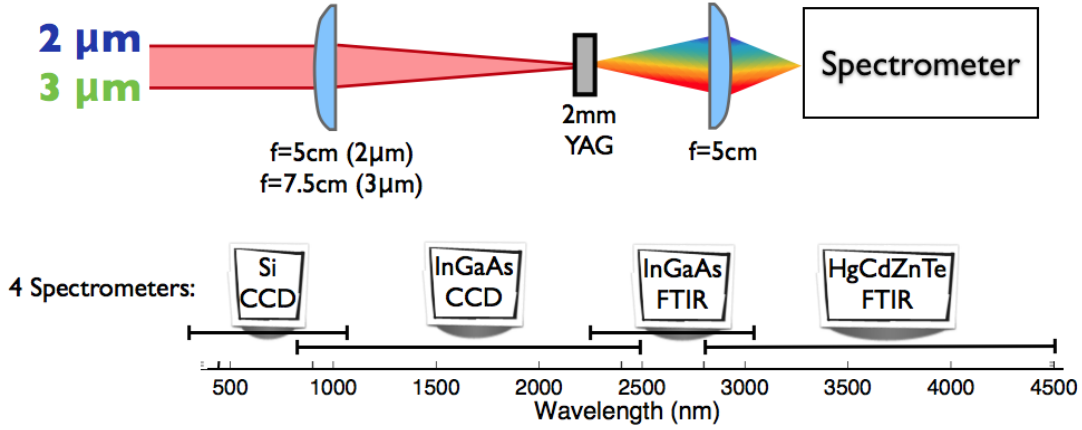 2 µm
3 µm
Spectrometer
2mm
YAG
f=5cm (2µm)
f=7.5cm (3µm)
f=5cm
4 Spectrometers:
Si
CCD
InGaAs
CCD
InGaAs
FTIR
HgCdZnTe
FTIR
500 1000 1500 2000 2500 3000 3500 4000 4500
Wavelength (nm)